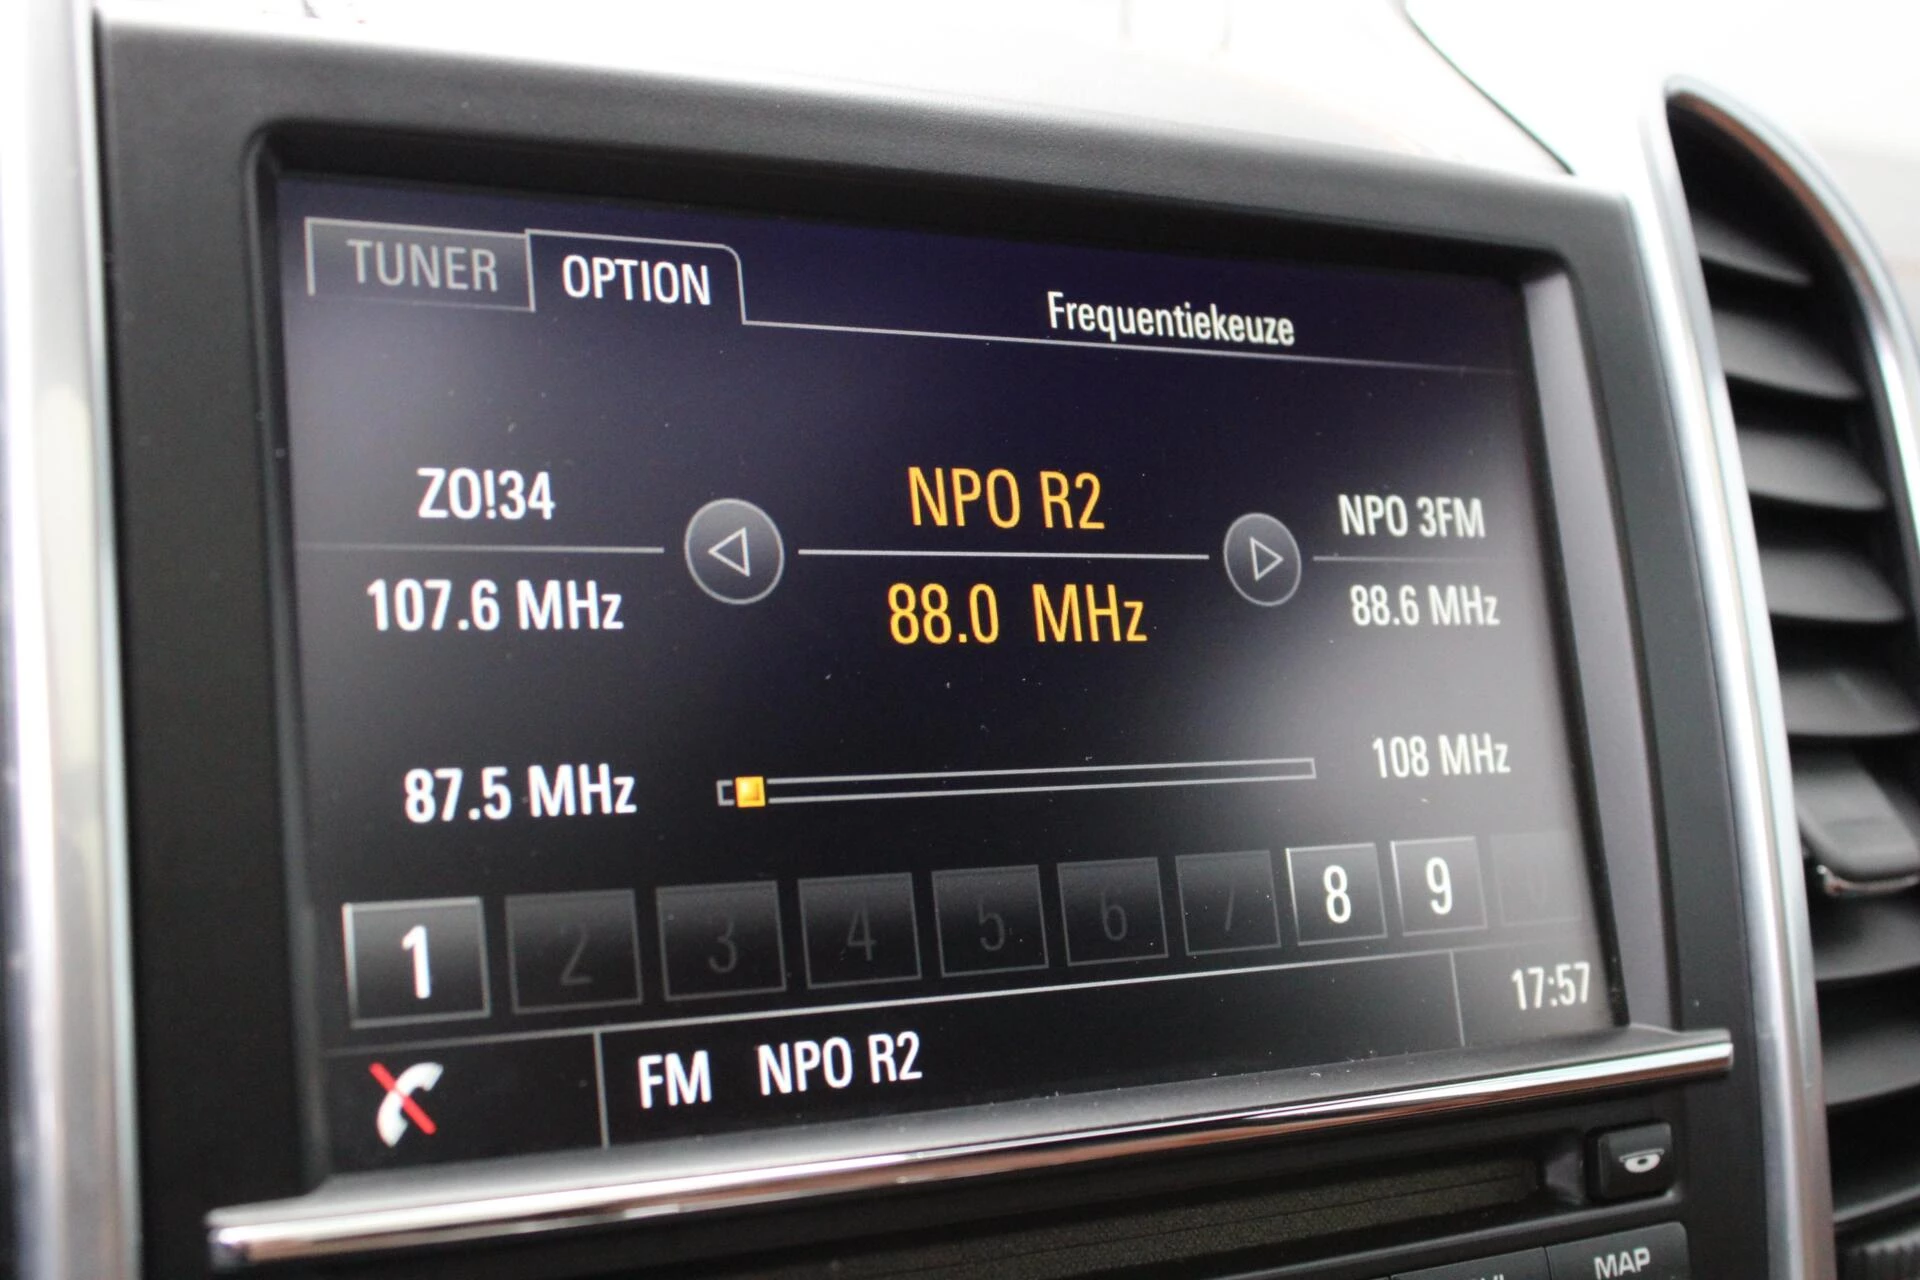 TUNER OPTION
Frequentiekeuze
ZO!34 NPO R2 NPO 3FM
107.6 MHz 88.0 MHz 88.6 MHz
87.5 MHz 108 MHz
1 2 3 4 5 6 7 8 9
17:57
FM NPO R2
MAP